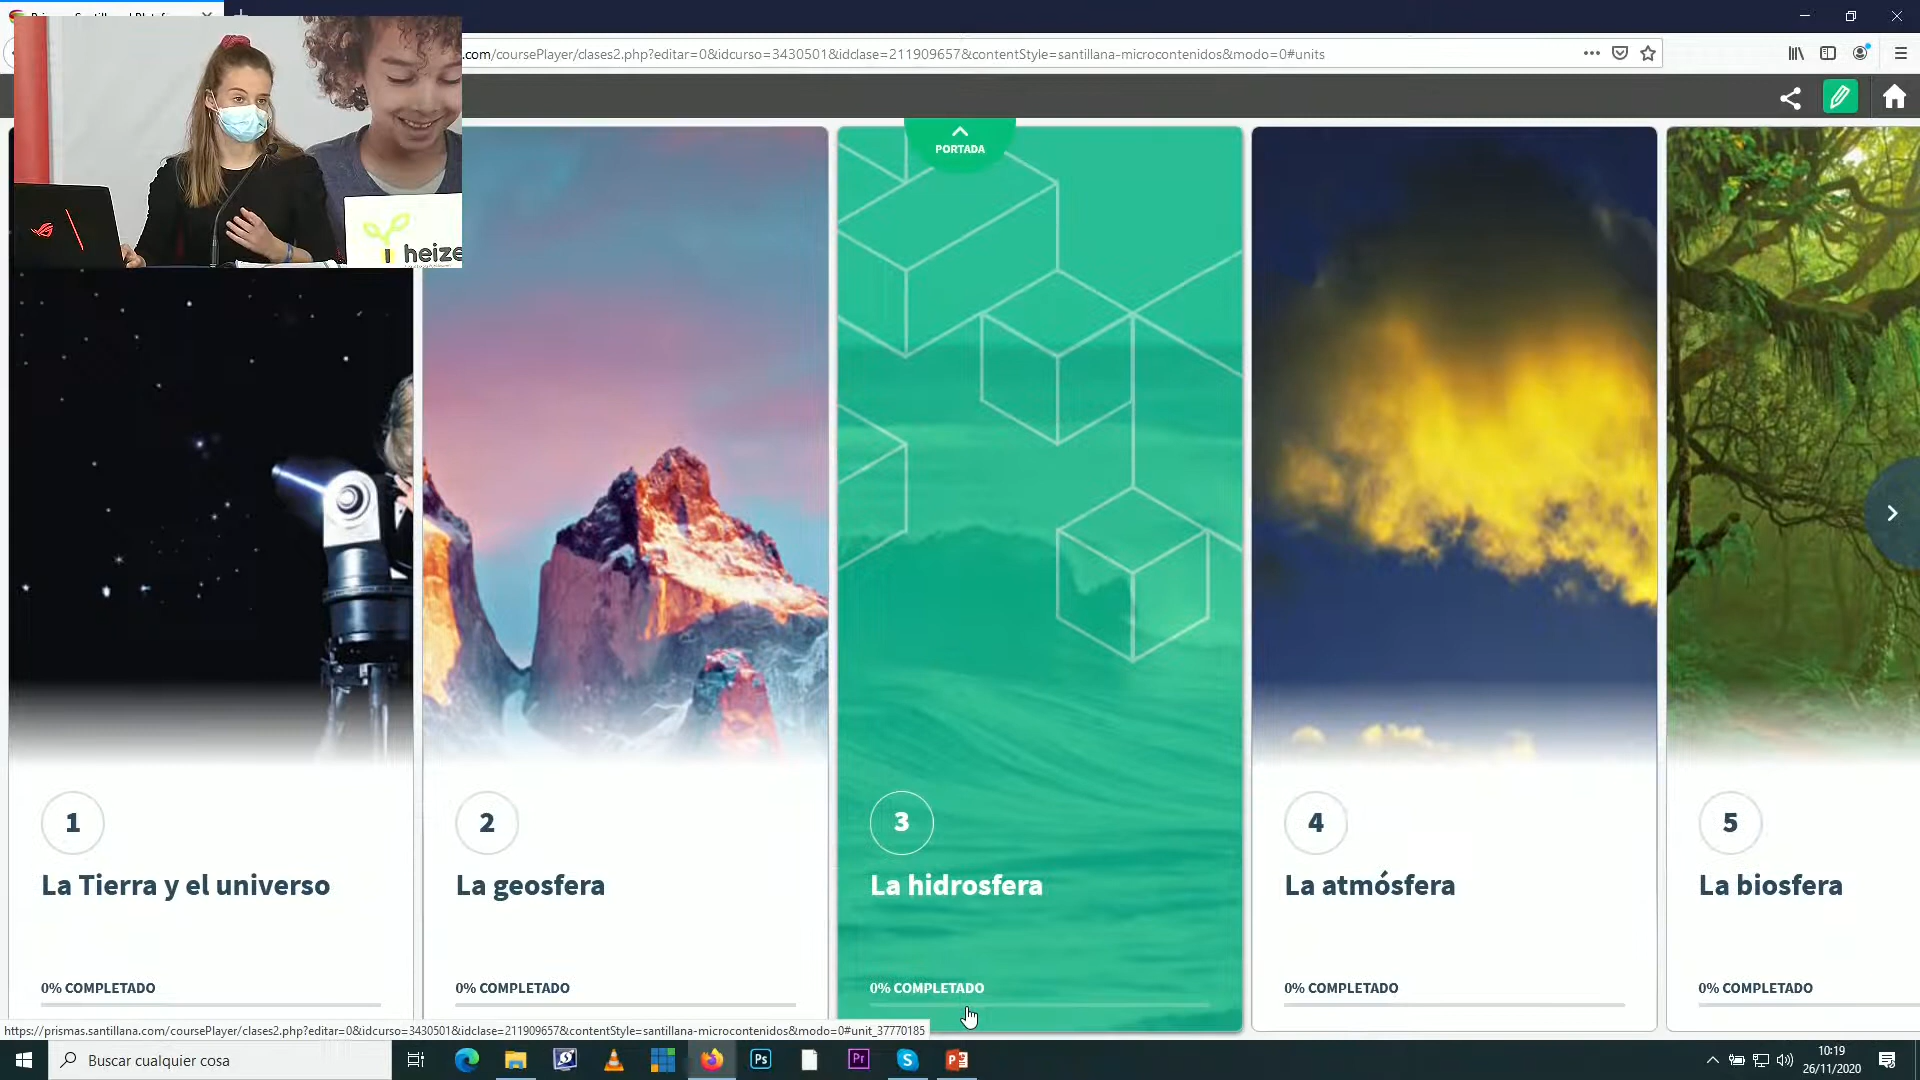 .com/coursePlayer/clases2.php?editar=0&idcurso=3430501&idclase=211909657&contentStyle=santillana-microcontenidos&modo=0#units
heize
PORTADA
1
La Tierra y el universo
0% COMPLETADO
2
La geosfera
0% COMPLETADO
3
La hidrosfera
0% COMPLETADO
4
La atmósfera
0% COMPLETADO
5
La biosfera
0% COMPLETADO
https://prismas.santillana.com/coursePlayer/clases2.php?editar=0&idcurso=3430501&idclase=211909657&contentStyle=santillana-microcontenidos&modo=0#unit_37770185
Buscar cualquier cosa
Ps
Pr
S
P
10:19
26/11/2020